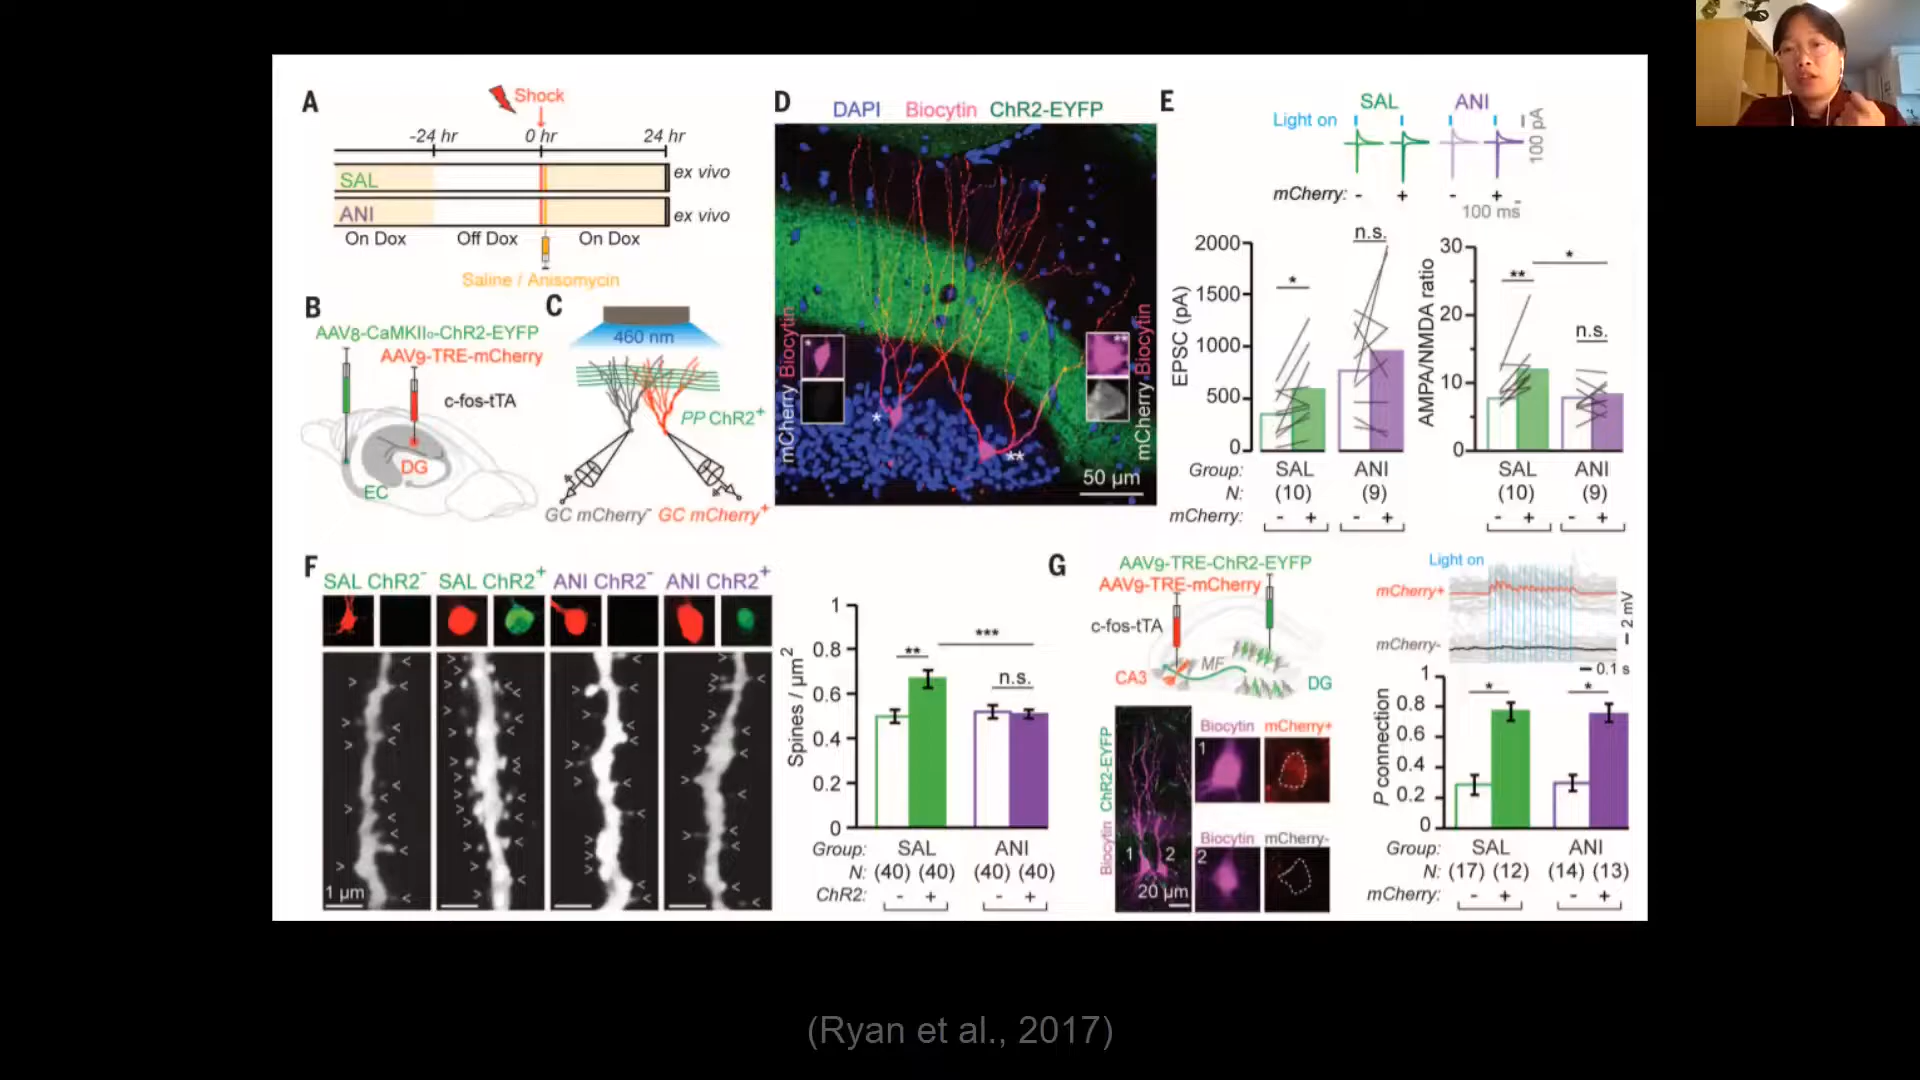 A
Shock
-24 hr 0 hr 24 hr
SAL ex vivo
ANI ex vivo
On Dox Off Dox On Dox
Saline / Anisomycin
B
AAV8-CaMKIIα-ChR2-EYFP
AAV9-TRE-mCherry
c-fos-tTA
DG
EC
C
460 nm
PP ChR2+
GC mCherry- GC mCherry+
D
DAPI Biocytin ChR2-EYFP
mCherry Biocytin
*
*
**
**
mCherry Biocytin
50 µm
E
SAL ANI
Light on
100 pA
mCherry: - + - +
100 ms
EPSC (pA)
2000
1500
1000
500
0
*
n.s.
Group: SAL ANI
N: (10) (9)
mCherry: - + - +
AMPA/NMDA ratio
30
20
10
0
**
*
n.s.
SAL ANI
(10) (9)
- + - +
F
SAL ChR2- SAL ChR2+ ANI ChR2- ANI ChR2+
1 µm
Spines / µm2
1
0.8
0.6
0.4
0.2
0
**
***
n.s.
Group: SAL ANI
N: (40) (40) (40) (40)
ChR2: - + - +
G
AAV9-TRE-ChR2-EYFP
AAV9-TRE-mCherry
c-fos-tTA
CA3
MF
DG
Biocytin ChR2-EYFP
1 2
20 µm
Biocytin mCherry+
1
Biocytin mCherry-
2
Light on
mCherry+
mCherry-
2 mV
0.1 s
P connection
1
0.8
0.6
0.4
0.2
0
*
*
Group: SAL ANI
N: (17) (12) (14) (13)
mCherry: - + - +
(Ryan et al., 2017)